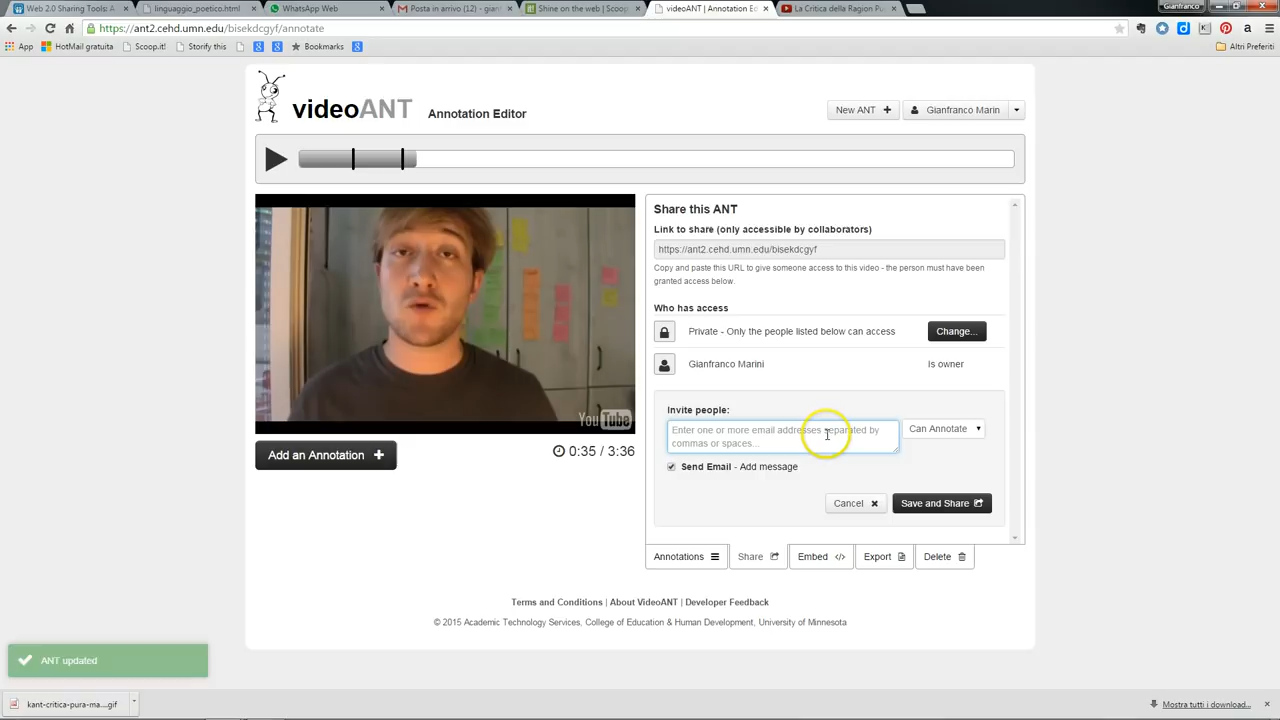 Web 2.0 Sharing Tools: A
linguaggio_poetico.html
WhatsApp Web
Posta in arrivo (12) - gian
Shine on the web | Scoop
videoANT | Annotation Ed
La Critica della Ragion Pu
Gianfranco
https://ant2.cehd.umn.edu/bisekdcgyf/annotate
App
HotMail gratuita
Scoop.it!
Storify this
Bookmarks
Altri Preferiti
videoANT Annotation Editor
New ANT
Gianfranco Marin
Share this ANT
Link to share (only accessible by collaborators)
https://ant2.cehd.umn.edu/bisekdcgyf
Copy and paste this URL to give someone access to this video - the person must have been
granted access below.
Who has access
Private - Only the people listed below can access
Change...
Gianfranco Marini
Is owner
Invite people:
Enter one or more email addresses separated by
commas or spaces...
Can Annotate
Send Email - Add message
Cancel
Save and Share
YouTube
Add an Annotation +
0:35 / 3:36
Annotations
Share
Embed
Export
Delete
Terms and Conditions | About VideoANT | Developer Feedback
© 2015 Academic Technology Services, College of Education & Human Development, University of Minnesota
ANT updated
kant-critica-pura-ma....gif
Mostra tutti i download...